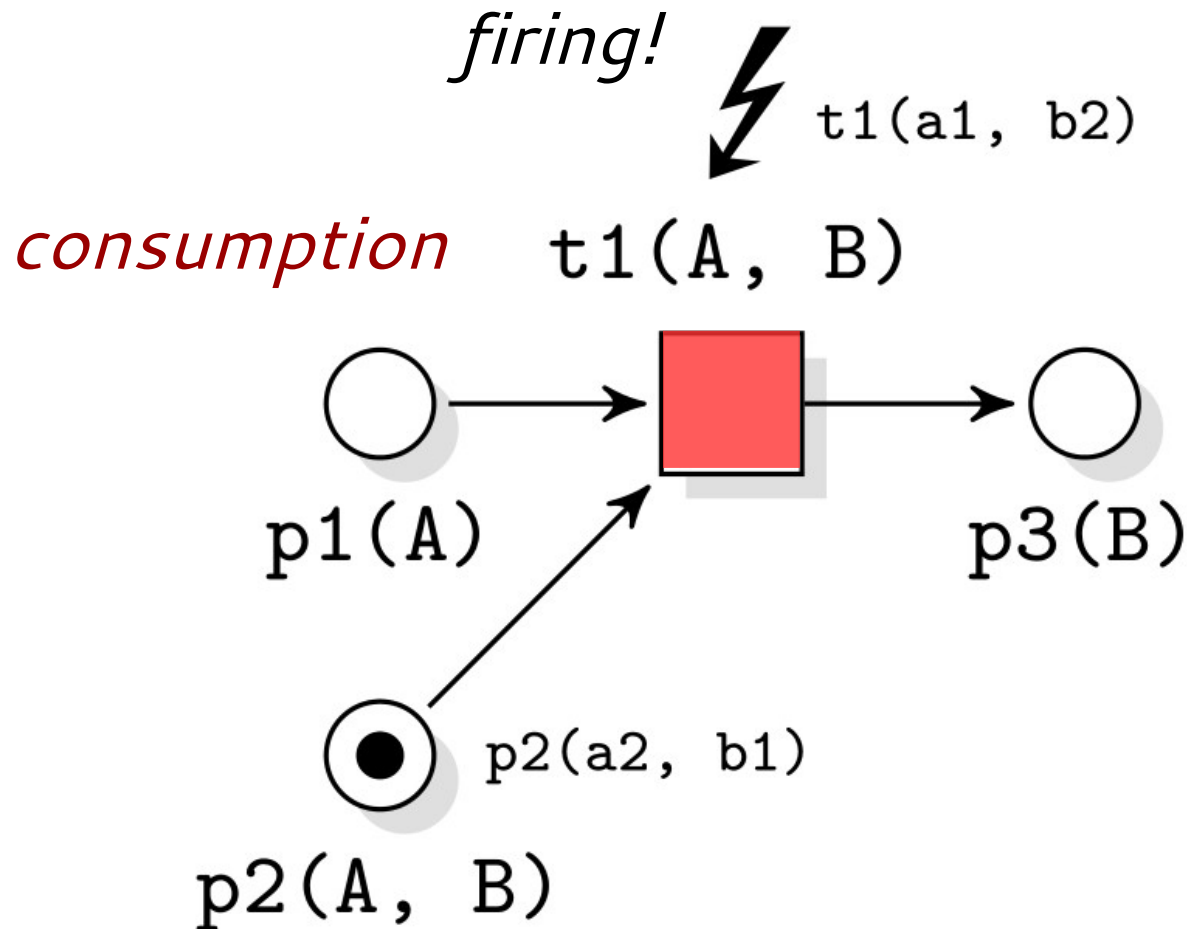 firing!
t1(a1, b2)
consumption
t1(A, B)
p1(A)
p3(B)
p2(a2, b1)
p2(A, B)